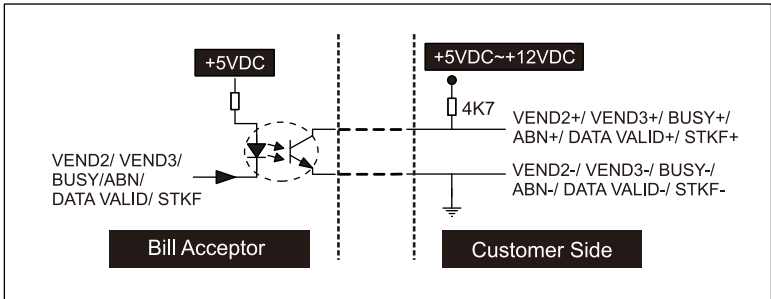 +5VDC
+5VDC~+12VDC
4K7
VEND2+/ VEND3+/ BUSY+/
ABN+/ DATA VALID+/ STKF+
VEND2/ VEND3/
BUSY/ABN/
DATA VALID/ STKF
VEND2-/ VEND3-/ BUSY-/
ABN-/ DATA VALID-/ STKF-
Bill Acceptor
Customer Side